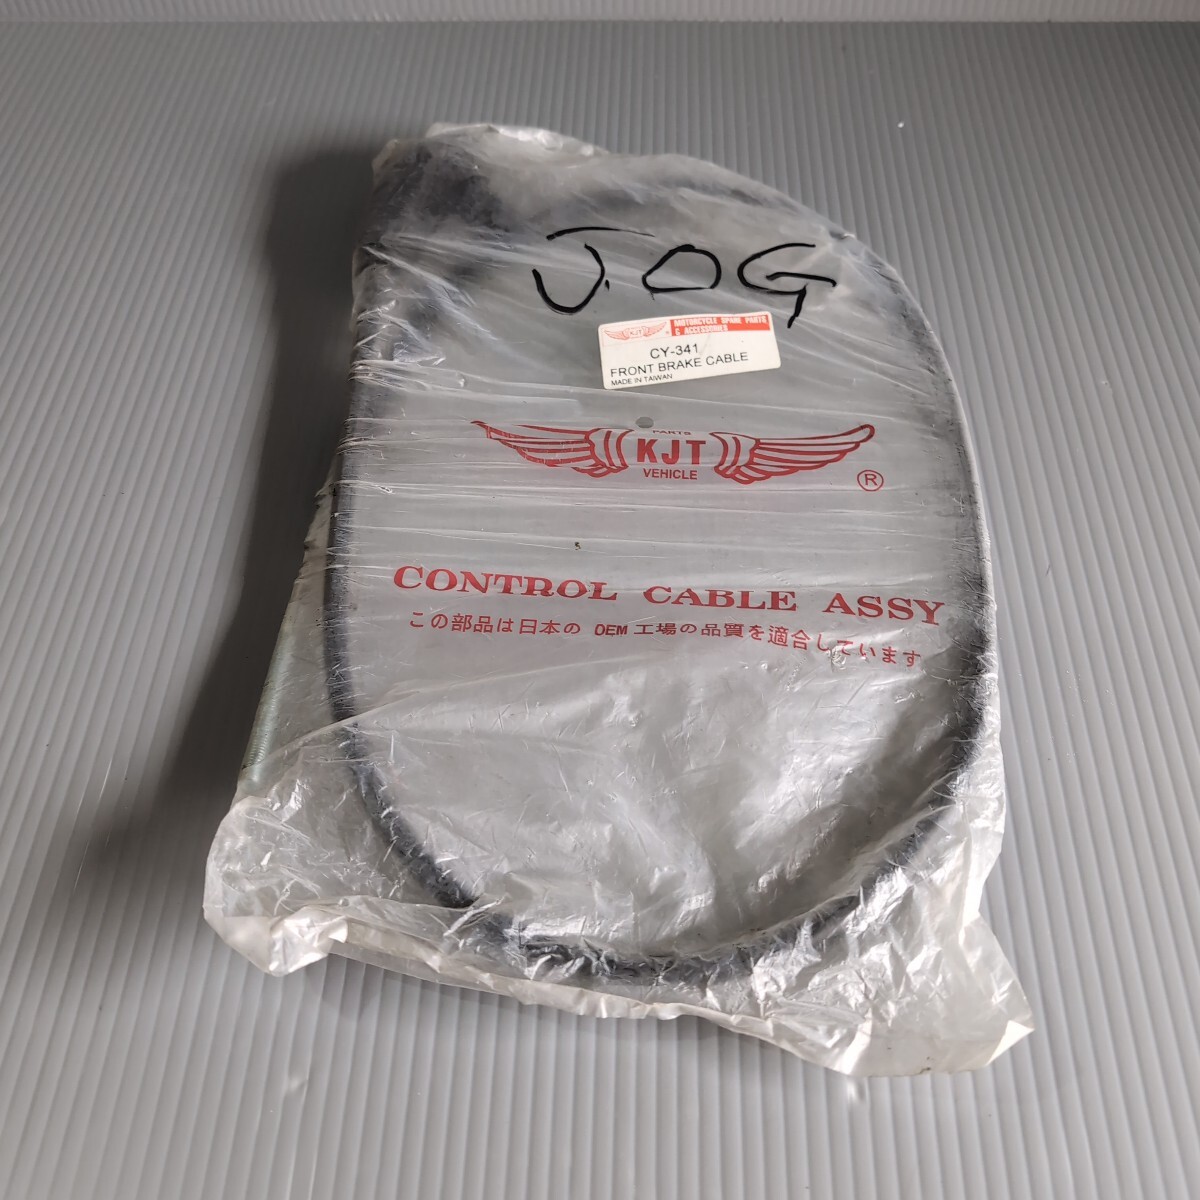 J.OG
KJT ® MOTORCYCLE SPARE PARTS
& ACCESSORIES
CY-341
FRONT BRAKE CABLE
MADE IN TAIWAN
PARTS
KJT
VEHICLE
®
CONTROL CABLE ASSY
この部品は日本の OEM 工場の品質を適合しています